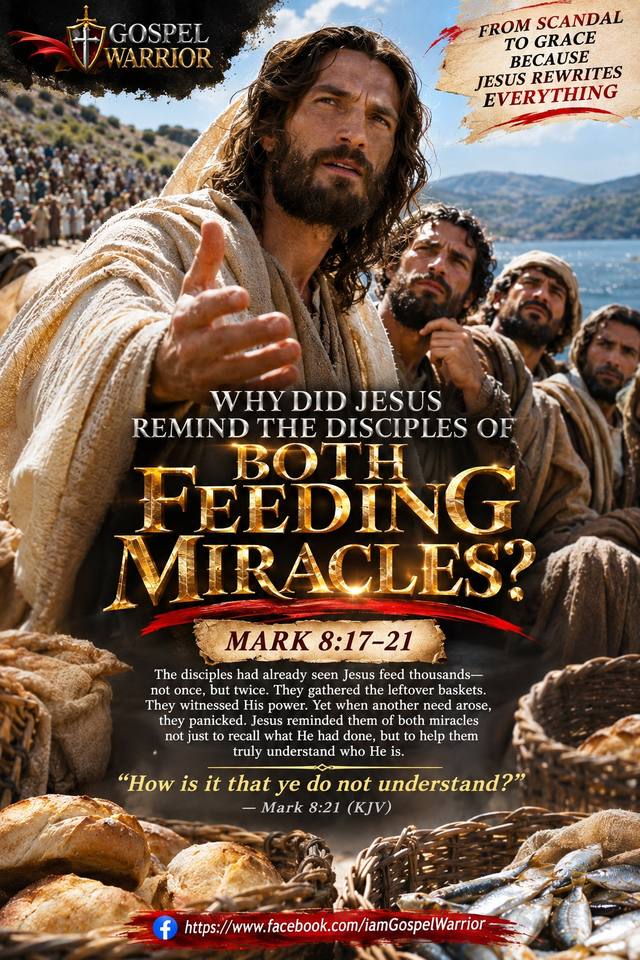 GOSPEL
WARRIOR
FROM SCANDAL
TO GRACE
BECAUSE
JESUS REWRITES
EVERYTHING
WHY DID JESUS
REMIND THE DISCIPLES OF
BOTH
FEEDING
MIRACLES?
MARK 8:17–21
The disciples had already seen Jesus feed thousands—
not once, but twice. They gathered the leftover baskets.
They witnessed His power. Yet when another need arose,
they panicked. Jesus reminded them of both miracles
not just to recall what He had done, but to help them
truly understand who He is.
“How is it that ye do not understand?”
— Mark 8:21 (KJV)
https://www.facebook.com/iamGospelWarrior